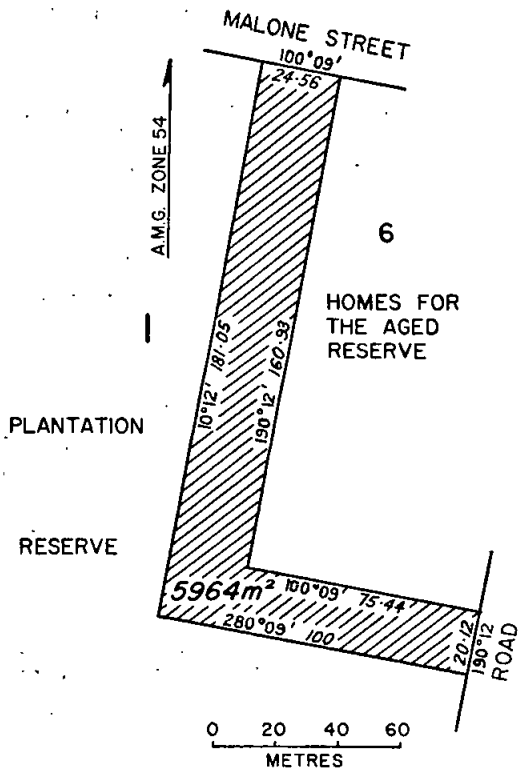 MALONE STREET
100°09'
24·56
A.M.G. ZONE 54
6
HOMES FOR
THE AGED
RESERVE
1
10°12' 181·05
190°12' 160·93
PLANTATION
RESERVE
5964m²
100°09' 75·44
280°09' 100
20·12
190°12
ROAD
0 20 40 60
METRES